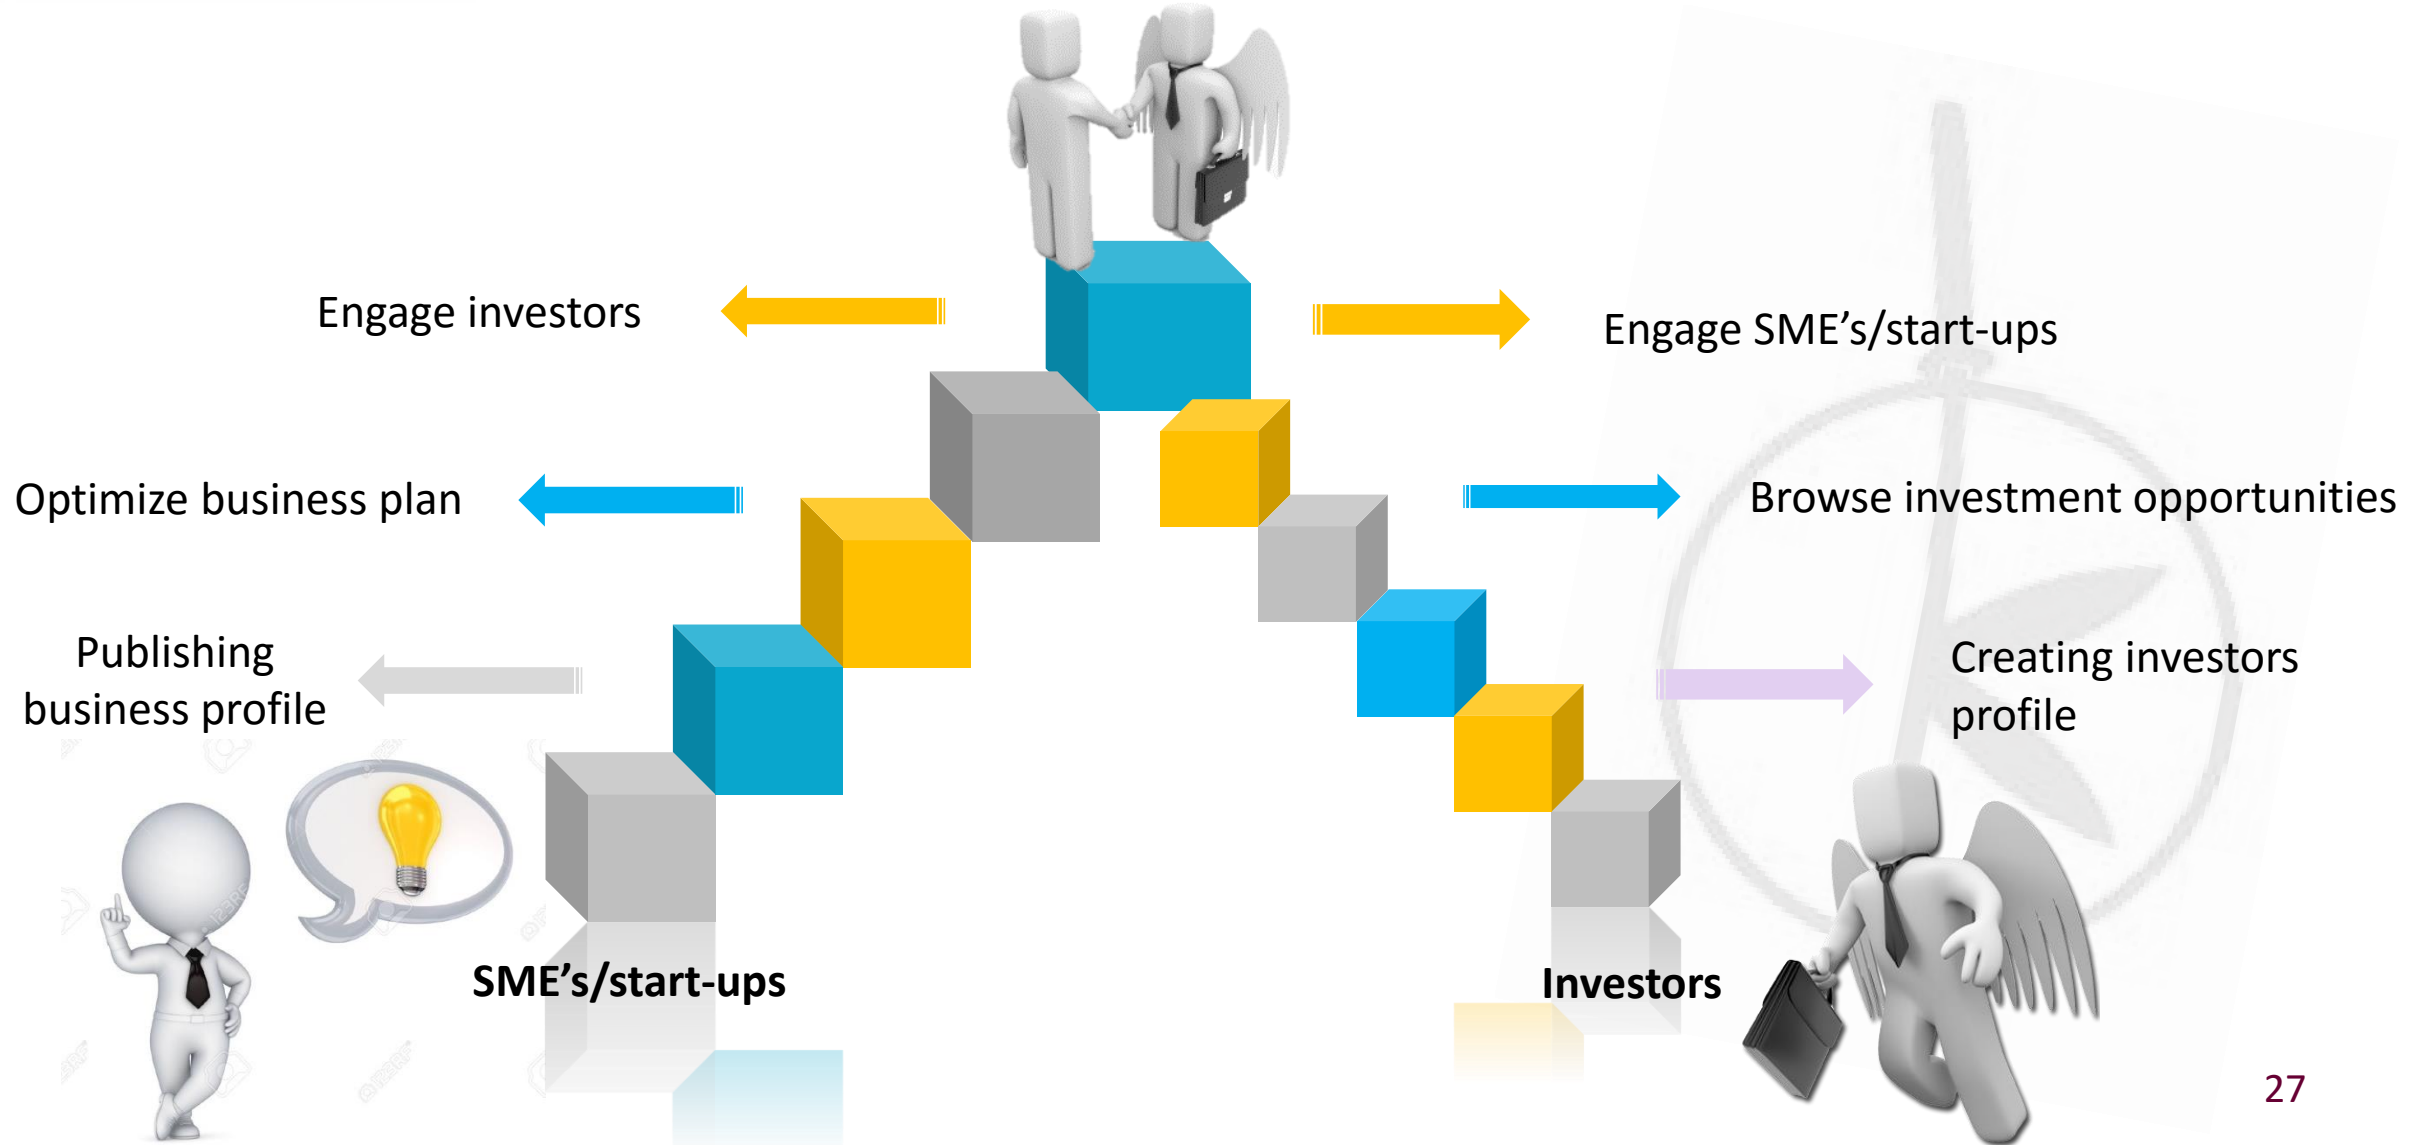 Engage investors
Engage SME’s/start-ups
Optimize business plan
Browse investment opportunities
Publishing
business profile
Creating investors
profile
SME’s/start-ups
Investors
27